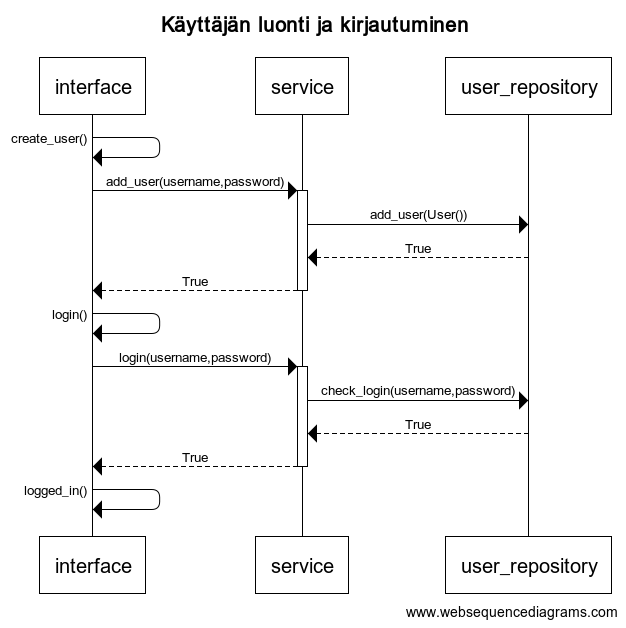 Käyttäjän luonti ja kirjautuminen
interface
service
user_repository
create_user()
add_user(username,password)
add_user(User())
True
True
login()
login(username,password)
check_login(username,password)
True
True
logged_in()
interface
service
user_repository
www.websequencediagrams.com